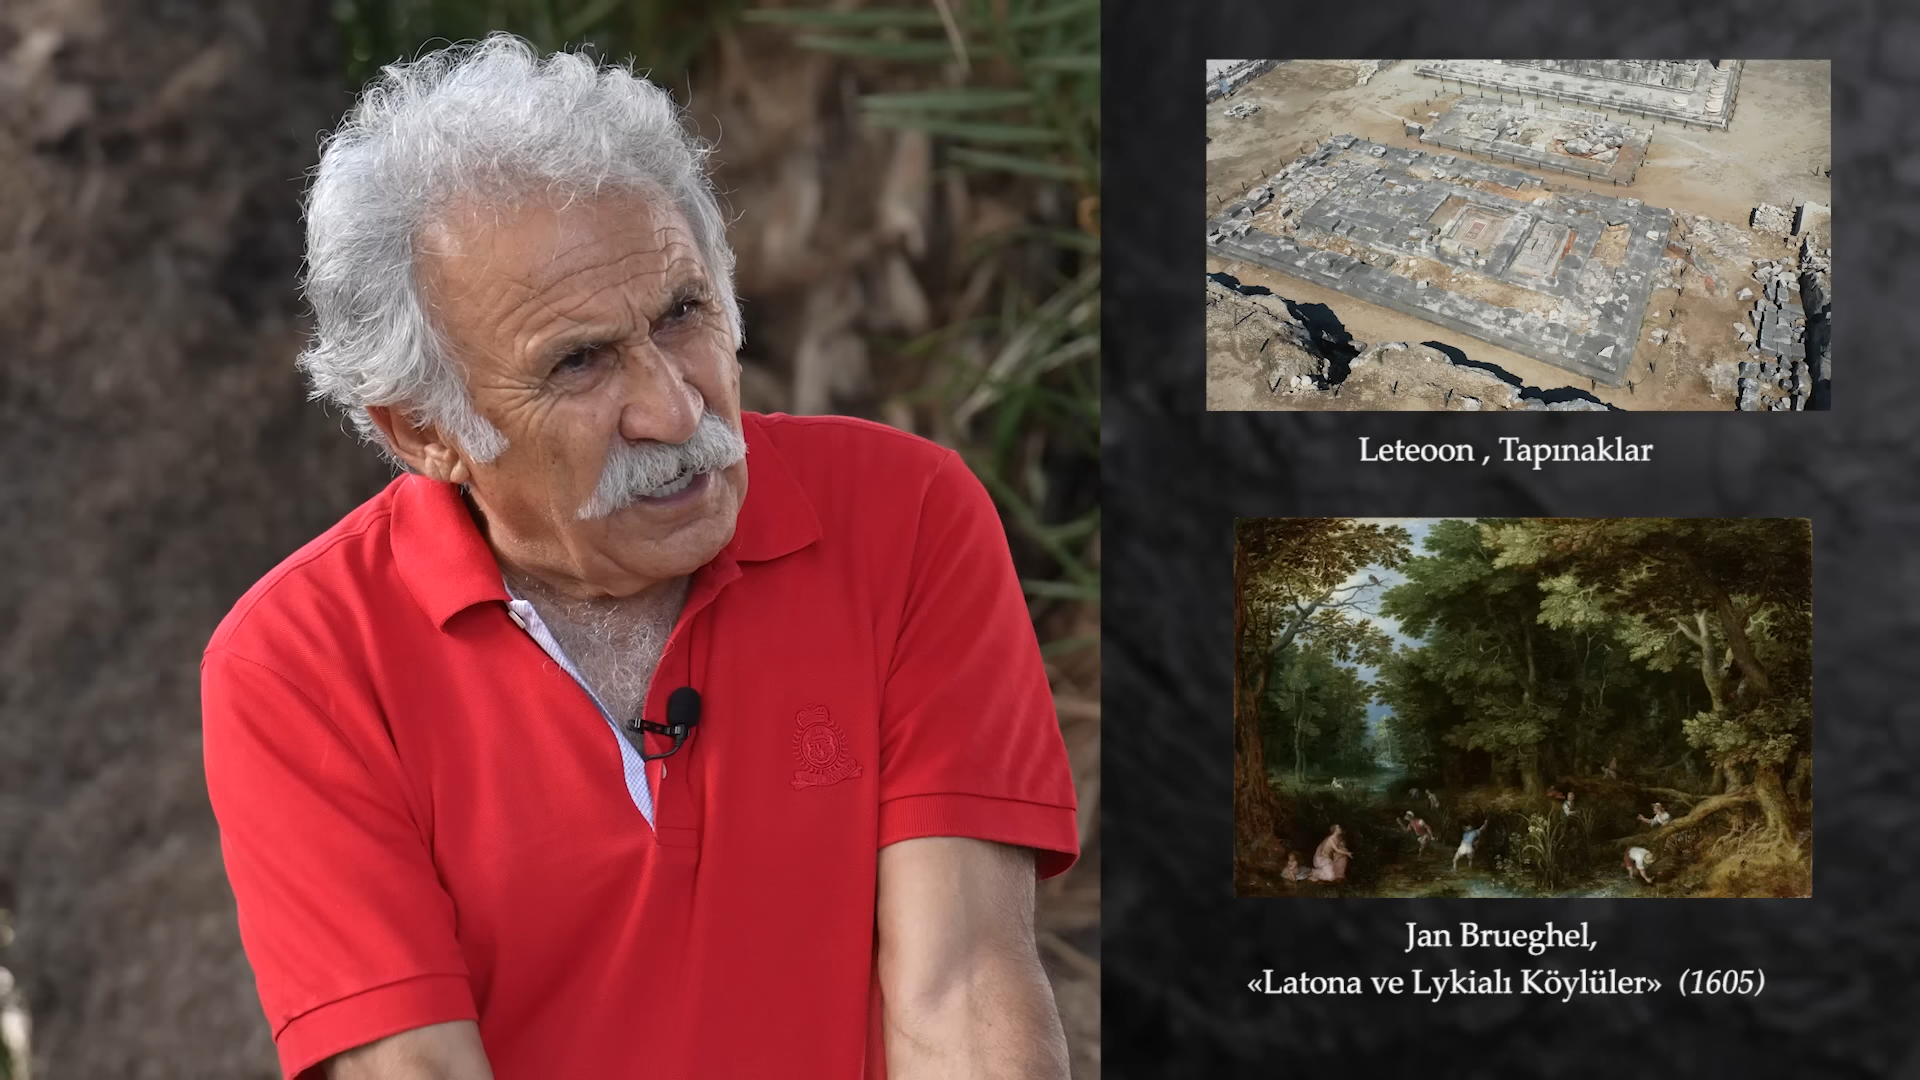 Leteoon , Tapınaklar
Jan Brueghel,
«Latona ve Lykialı Köylüler» (1605)